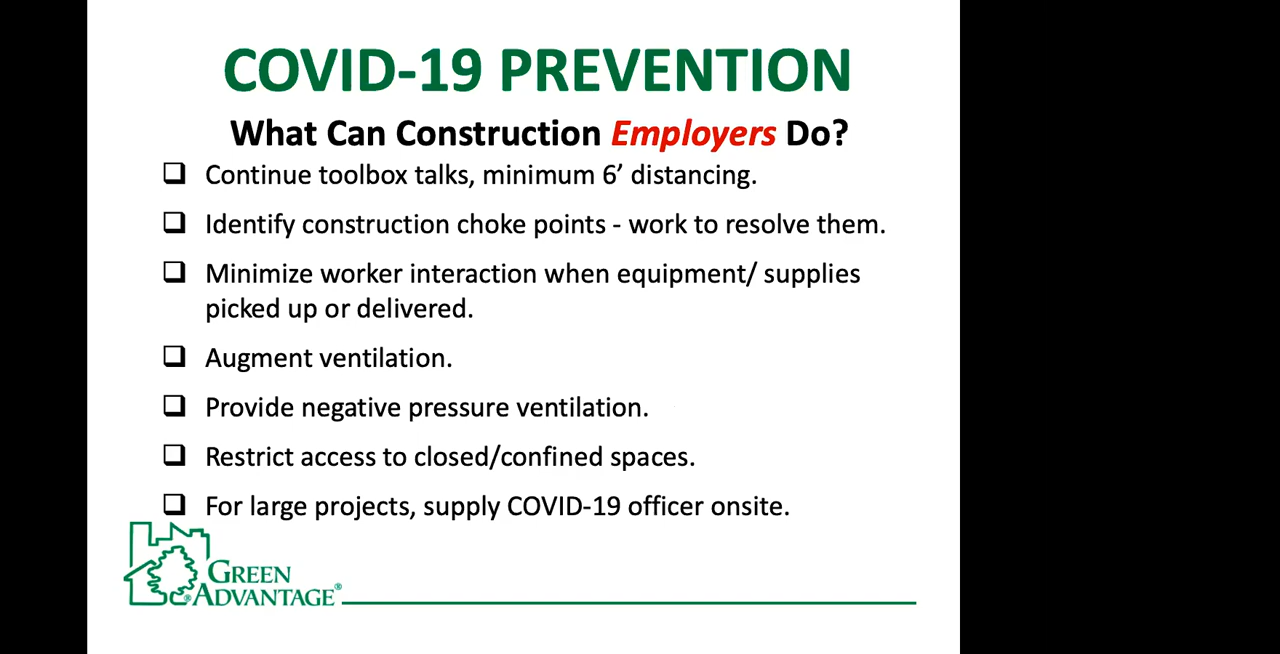 COVID-19 PREVENTION
What Can Construction Employers Do?
❑ Continue toolbox talks, minimum 6’ distancing.
❑ Identify construction choke points - work to resolve them.
❑ Minimize worker interaction when equipment/ supplies
picked up or delivered.
❑ Augment ventilation.
❑ Provide negative pressure ventilation.
❑ Restrict access to closed/confined spaces.
❑ For large projects, supply COVID-19 officer onsite.
GREEN
®ADVANTAGE®